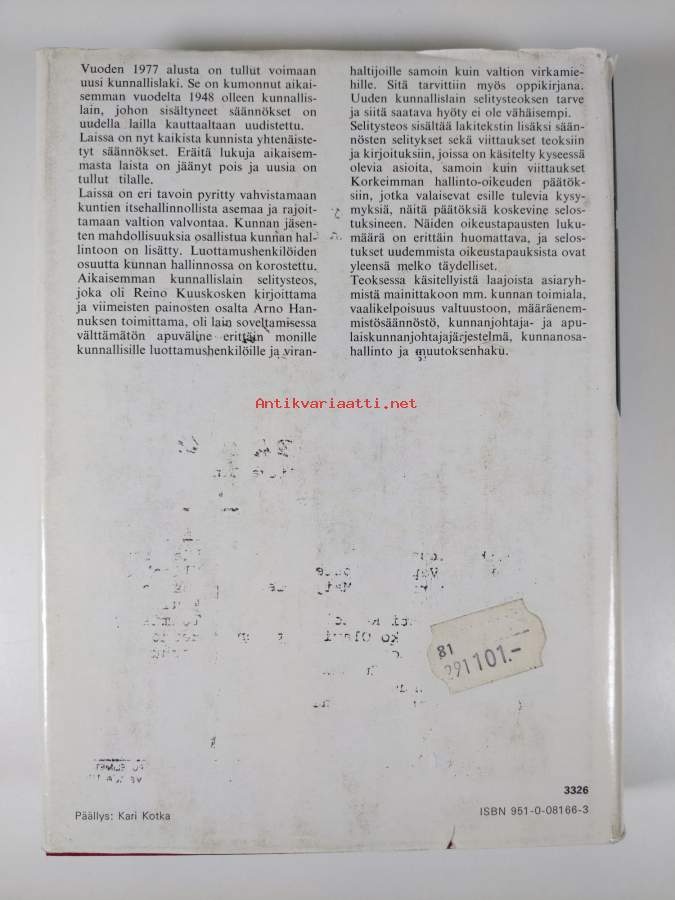 Vuoden 1977 alusta on tullut voimaan
uusi kunnallislaki. Se on kumonnut aikai-
semman vuodelta 1948 olleen kunnallis-
lain, johon sisältyneet säännökset on
uudella lailla kauttaaltaan uudistettu.
Laissa on nyt kaikista kunnista yhtenäiste-
tyt säännökset. Eräitä lukuja aikaisem-
masta laista on jäänyt pois ja uusia on
tullut tilalle.
Laissa on eri tavoin pyritty vahvistamaan
kuntien itsehallinnollista asemaa ja rajoit-
tamaan valtion valvontaa. Kunnan jäsen-
ten mahdollisuuksia osallistua kunnan hal-
lintoon on lisätty. Luottamushenkilöiden
osuutta kunnan hallinnossa on korostettu.
Aikaisemman kunnallislain selitysteos,
joka oli Reino Kuuskosken kirjoittama
ja viimeisten painosten osalta Arno Han-
nuksen toimittama, oli lain soveltamisessa
välttämätön apuväline erittäin monille
kunnallisille luottamushenkilöille ja viran-
haltijoille samoin kuin valtion virkamie-
hille. Sitä tarvittiin myös oppikirjana.
Uuden kunnallislain selitysteoksen tarve
ja siitä saatava hyöty ei ole vähäisempi.
Selitysteos sisältää lakitekstin lisäksi sään-
nösten selitykset sekä viittaukset teoksiin
ja kirjoituksiin, joissa on käsitelty kyseessä
olevia asioita, samoin kuin viittaukset
Korkeimman hallinto-oikeuden päätök-
siin, jotka valaisevat esille tulevia kysy-
myksiä, näitä päätöksiä koskevine selos-
tuksineen. Näiden oikeustapausten luku-
määrä on erittäin huomattava, ja selos-
tukset uudemmista oikeustapauksista ovat
yleensä melko täydelliset.
Teoksessa käsitellyistä laajoista asiaryh-
mistä mainittakoon mm. kunnan toimiala,
vaalikelpoisuus valtuustoon, määräenem-
mistösäännöstö, kunnanjohtaja- ja apu-
laiskunnanjohtajajärjestelmä, kunnanosa-
hallinto ja muutoksenhaku.
Antikvariaatti.net
81
291 101.-
3326
Päällys: Kari Kotka
ISBN 951-0-08166-3